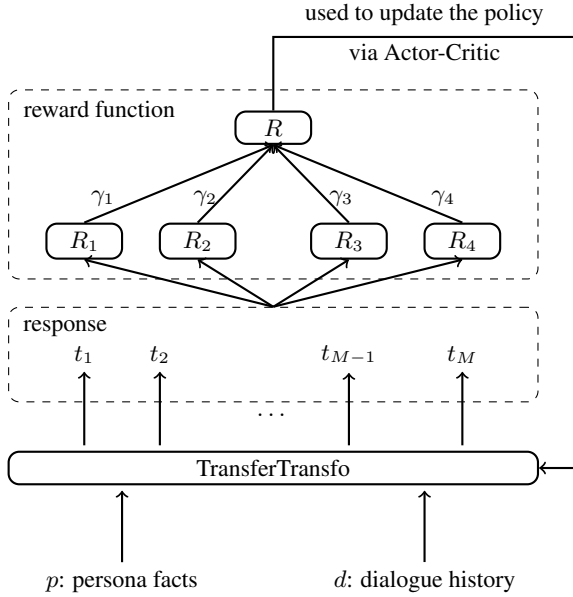 used to update the policy
via Actor-Critic
reward function
R
γ1 γ2 γ3 γ4
R1 R2 R3 R4
response
t1 t2 tM−1 tM
...
TransferTransfo
p: persona facts d: dialogue history